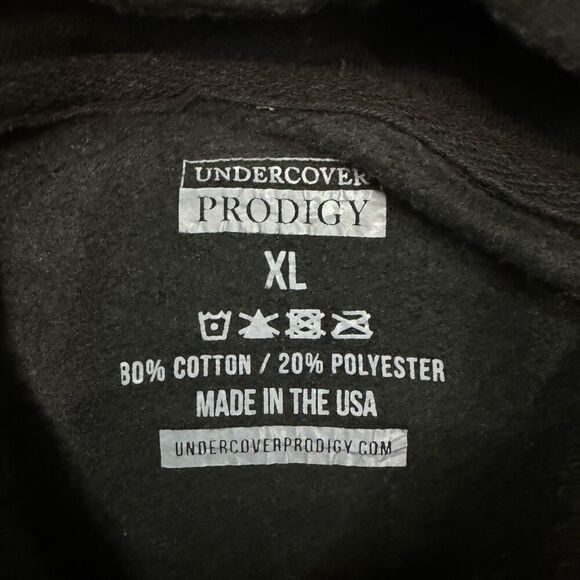 UNDERCOVER
PRODIGY
XL
80% COTTON / 20% POLYESTER
MADE IN THE USA
UNDERCOVERPRODIGY.COM